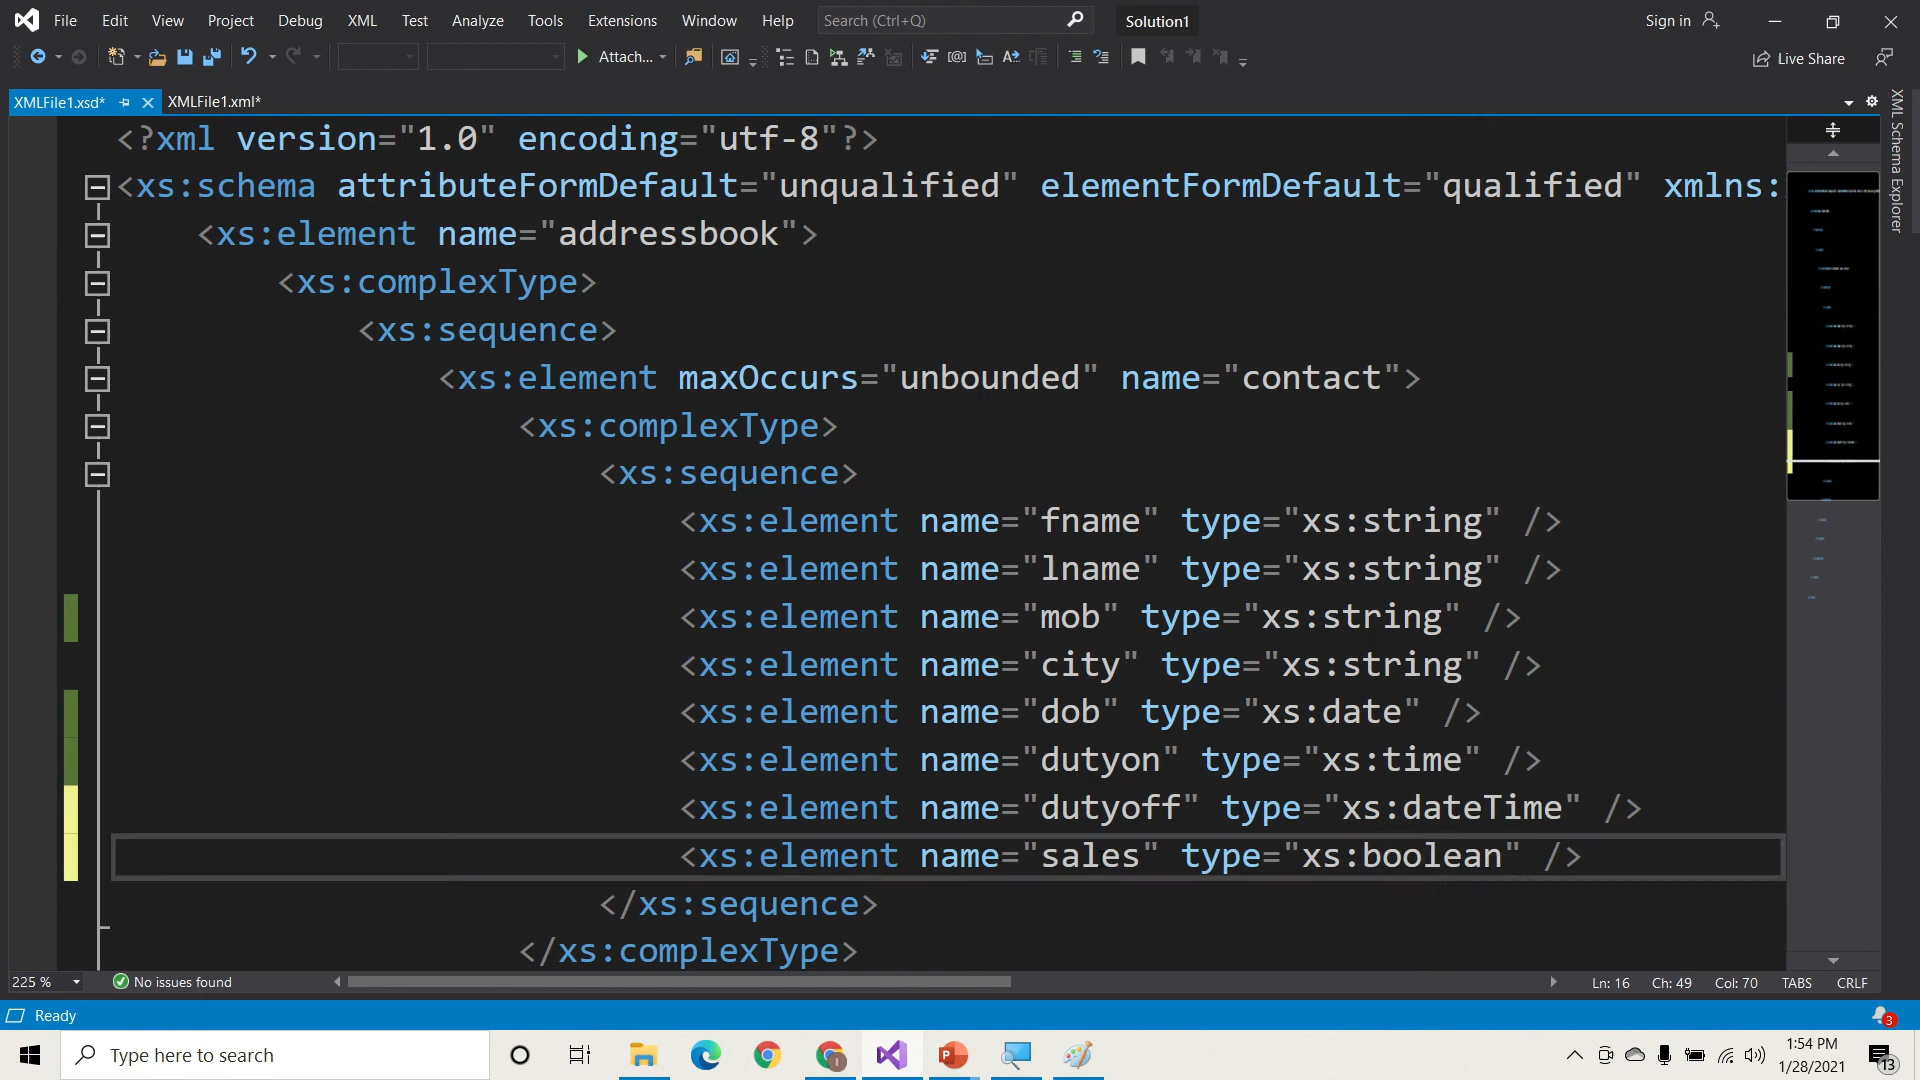 File Edit View Project Debug XML Test Analyze Tools Extensions Window Help Search (Ctrl+Q) Solution1 Sign in
Attach... Live Share
XMLFile1.xsd* XMLFile1.xml*
XML Schema Explorer
<?xml version="1.0" encoding="utf-8"?>
<xs:schema attributeFormDefault="unqualified" elementFormDefault="qualified" xmlns:
<xs:element name="addressbook">
<xs:complexType>
<xs:sequence>
<xs:element maxOccurs="unbounded" name="contact">
<xs:complexType>
<xs:sequence>
<xs:element name="fname" type="xs:string" />
<xs:element name="lname" type="xs:string" />
<xs:element name="mob" type="xs:string" />
<xs:element name="city" type="xs:string" />
<xs:element name="dob" type="xs:date" />
<xs:element name="dutyon" type="xs:time" />
<xs:element name="dutyoff" type="xs:dateTime" />
<xs:element name="sales" type="xs:boolean" />
</xs:sequence>
</xs:complexType>
225 % No issues found Ln: 16 Ch: 49 Col: 70 TABS CRLF
Ready 3
Type here to search 1:54 PM
1/28/2021 13